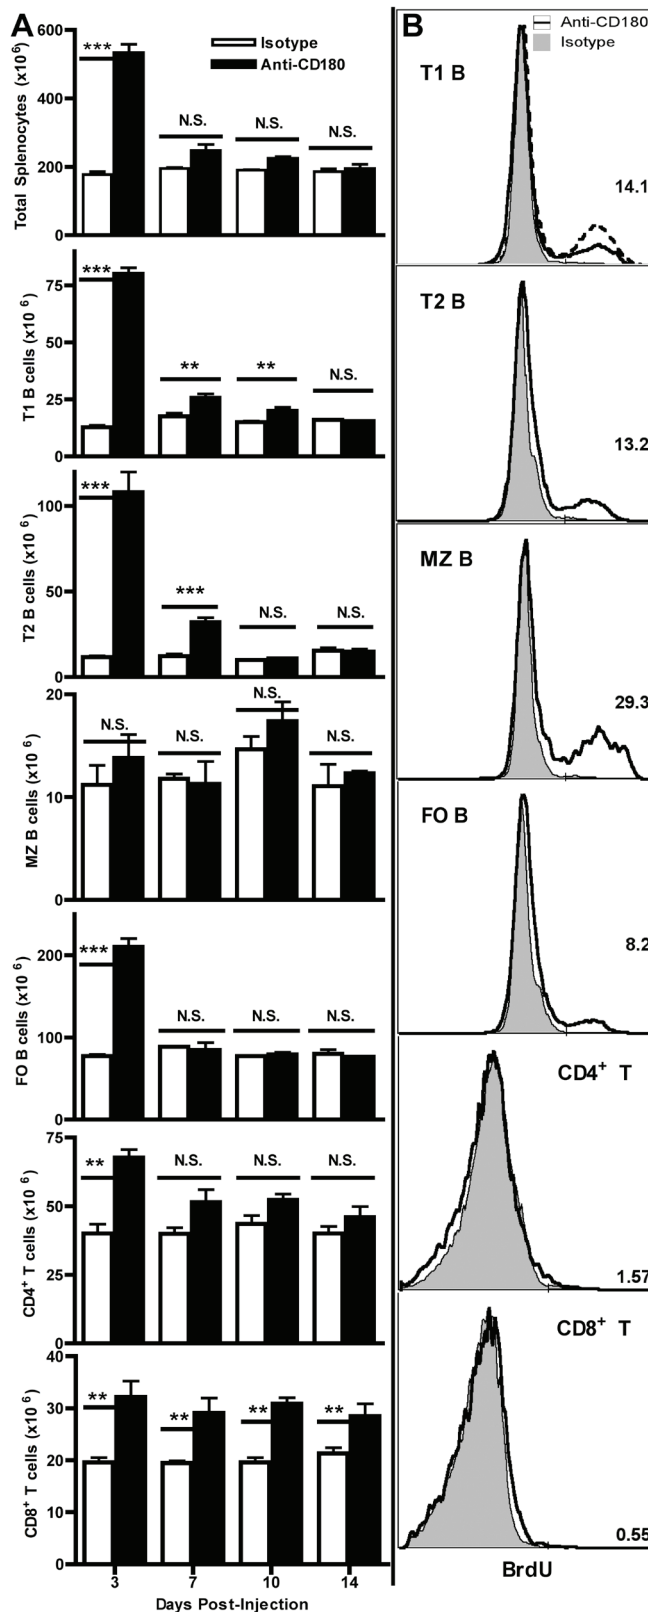 A
Isotype
Anti-CD180
Total Splenocytes (x10⁶)
600
400
200
0
***
N.S.
N.S.
N.S.
T1 B cells (x10 ⁶)
75
25
0
***
**
**
N.S.
T2 B cells (x10 ⁶)
100
50
0
***
***
N.S.
N.S.
MZ B cells (x10 ⁶)
20
10
0
N.S.
N.S.
N.S.
N.S.
FO B cells (x10 ⁶)
200
100
0
***
N.S.
N.S.
N.S.
CD4⁺ T cells (x10 ⁶)
75
50
25
0
**
N.S.
N.S.
N.S.
CD8⁺ T cells (x10 ⁶)
40
30
20
10
0
**
**
**
**
3 7 10 14
Days Post-Injection
B
Anti-CD180
Isotype
T1 B
14.1
T2 B
13.2
MZ B
29.3
FO B
8.2
CD4⁺ T
1.57
CD8⁺ T
0.55
BrdU